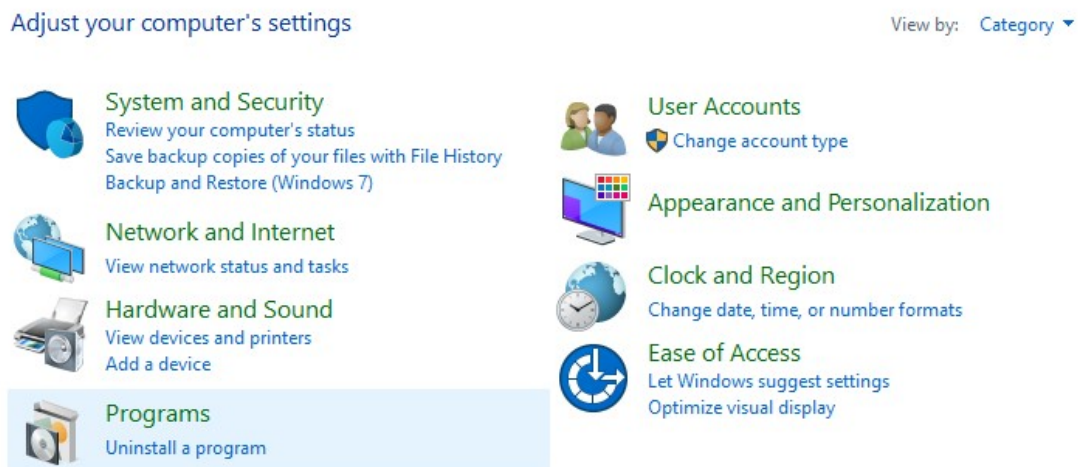 Adjust your computer's settings
View by: Category
System and Security
Review your computer's status
Save backup copies of your files with File History
Backup and Restore (Windows 7)
Network and Internet
View network status and tasks
Hardware and Sound
View devices and printers
Add a device
Programs
Uninstall a program
User Accounts
Change account type
Appearance and Personalization
Clock and Region
Change date, time, or number formats
Ease of Access
Let Windows suggest settings
Optimize visual display